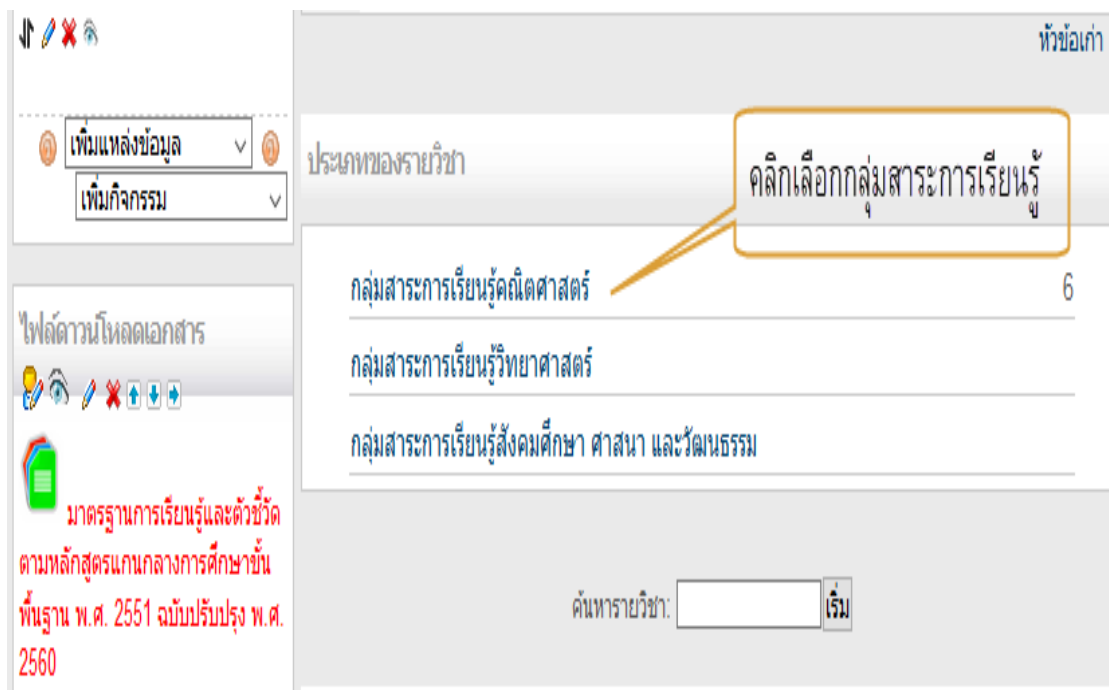 เพิ่มแหล่งข้อมูล
เพิ่มกิจกรรม
ไฟล์ดาวน์โหลดเอกสาร
มาตรฐานการเรียนรู้และตัวชี้วัด
ตามหลักสูตรแกนกลางการศึกษาขั้น
พื้นฐาน พ.ศ. 2551 ฉบับปรับปรุง พ.ศ.
2560
หัวข้อเก่า
ประเภทของรายวิชา
คลิกเลือกกลุ่มสาระการเรียนรู้
กลุ่มสาระการเรียนรู้คณิตศาสตร์ 6
กลุ่มสาระการเรียนรู้วิทยาศาสตร์
กลุ่มสาระการเรียนรู้สังคมศึกษา ศาสนา และวัฒนธรรม
ค้นหารายวิชา: เริ่ม